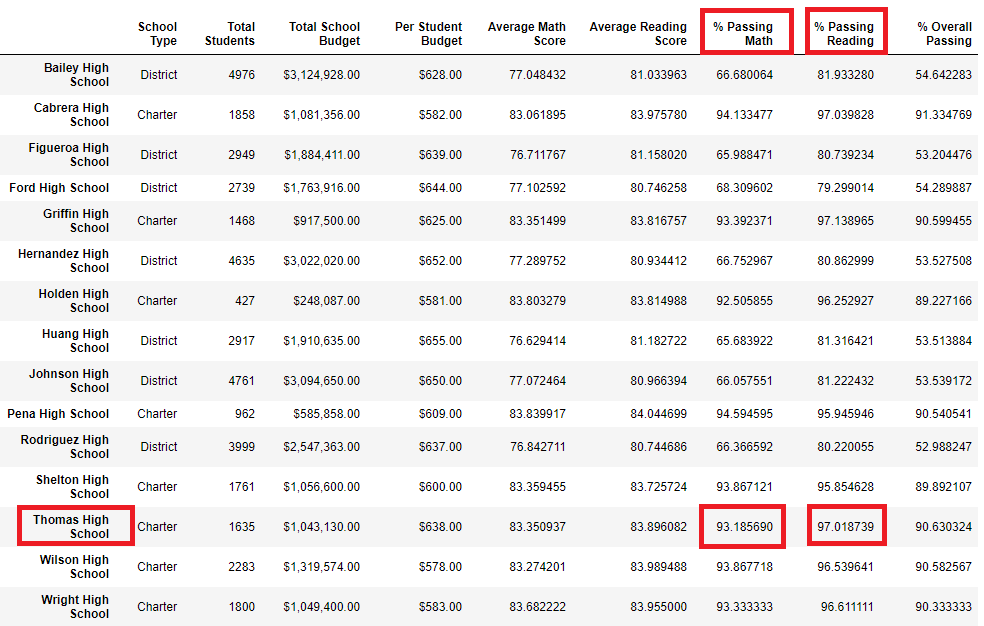 School Type Total Students Total School Budget Per Student Budget Average Math Score Average Reading Score % Passing Math % Passing Reading % Overall Passing
Bailey High School District 4976 $3,124,928.00 $628.00 77.048432 81.033963 66.680064 81.933280 54.642283
Cabrera High School Charter 1858 $1,081,356.00 $582.00 83.061895 83.975780 94.133477 97.039828 91.334769
Figueroa High School District 2949 $1,884,411.00 $639.00 76.711767 81.158020 65.988471 80.739234 53.204476
Ford High School District 2739 $1,763,916.00 $644.00 77.102592 80.746258 68.309602 79.299014 54.289887
Griffin High School Charter 1468 $917,500.00 $625.00 83.351499 83.816757 93.392371 97.138965 90.599455
Hernandez High School District 4635 $3,022,020.00 $652.00 77.289752 80.934412 66.752967 80.862999 53.527508
Holden High School Charter 427 $248,087.00 $581.00 83.803279 83.814988 92.505855 96.252927 89.227166
Huang High School District 2917 $1,910,635.00 $655.00 76.629414 81.182722 65.683922 81.316421 53.513884
Johnson High School District 4761 $3,094,650.00 $650.00 77.072464 80.966394 66.057551 81.222432 53.539172
Pena High School Charter 962 $585,858.00 $609.00 83.839917 84.044699 94.594595 95.945946 90.540541
Rodriguez High School District 3999 $2,547,363.00 $637.00 76.842711 80.744686 66.366592 80.220055 52.988247
Shelton High School Charter 1761 $1,056,600.00 $600.00 83.359455 83.725724 93.867121 95.854628 89.892107
Thomas High School Charter 1635 $1,043,130.00 $638.00 83.350937 83.896082 93.185690 97.018739 90.630324
Wilson High School Charter 2283 $1,319,574.00 $578.00 83.274201 83.989488 93.867718 96.539641 90.582567
Wright High School Charter 1800 $1,049,400.00 $583.00 83.682222 83.955000 93.333333 96.611111 90.333333